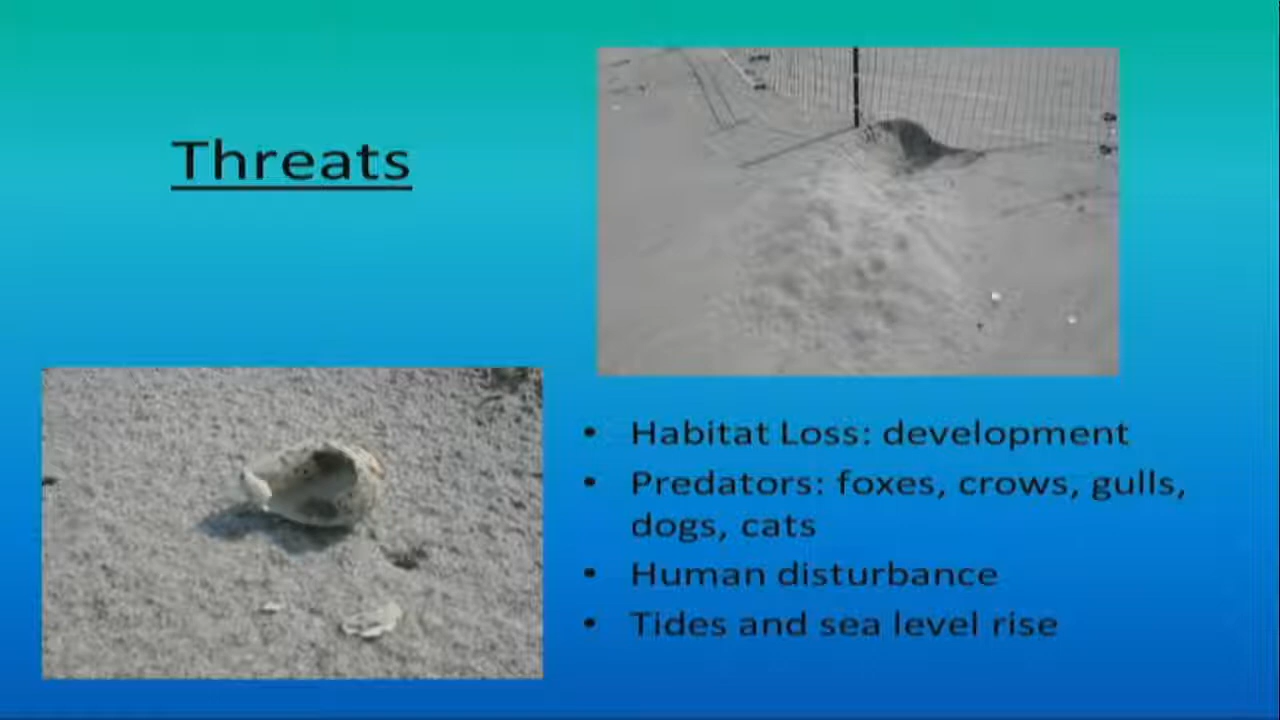 Threats
• Habitat Loss: development
• Predators: foxes, crows, gulls,
dogs, cats
• Human disturbance
• Tides and sea level rise